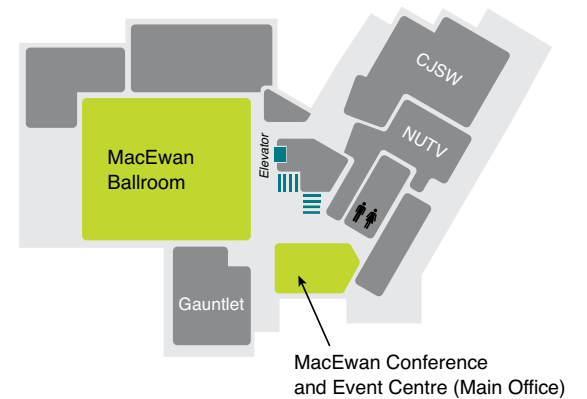 CJSW
NUTV
Elevator
MacEwan
Ballroom
Gauntlet
MacEwan Conference
and Event Centre (Main Office)